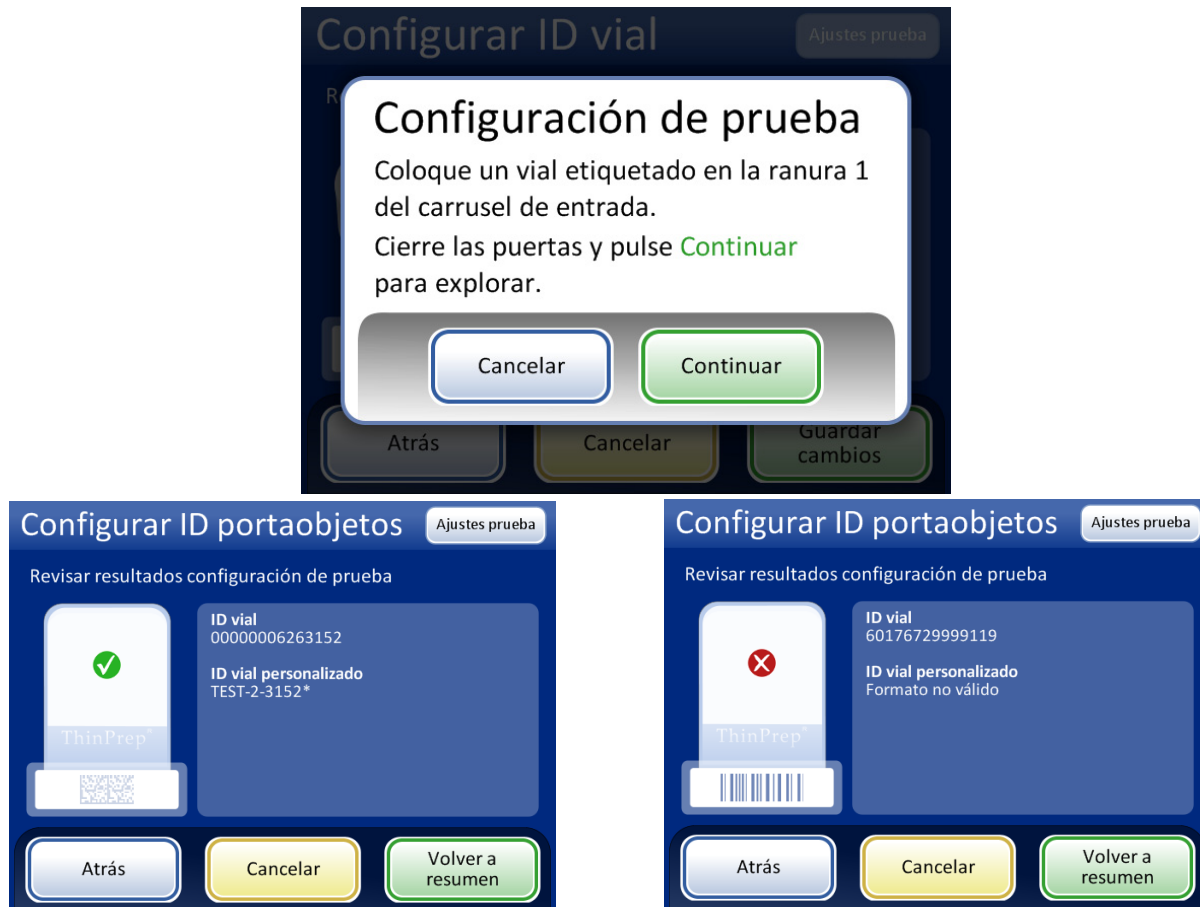 Configurar ID vial
Ajustes prueba
R
Configuración de prueba
Coloque un vial etiquetado en la ranura 1
del carrusel de entrada.
Cierre las puertas y pulse Continuar
para explorar.
Cancelar
Continuar
Atrás
Cancelar
Guardar
cambios
Configurar ID portaobjetos
Ajustes prueba
Revisar resultados configuración de prueba
ID vial
00000006263152
ID vial personalizado
TEST-2-3152*
ThinPrep®
Atrás
Cancelar
Volver a
resumen
Configurar ID portaobjetos
Ajustes prueba
Revisar resultados configuración de prueba
ID vial
60176729999119
ID vial personalizado
Formato no válido
ThinPrep®
Atrás
Cancelar
Volver a
resumen